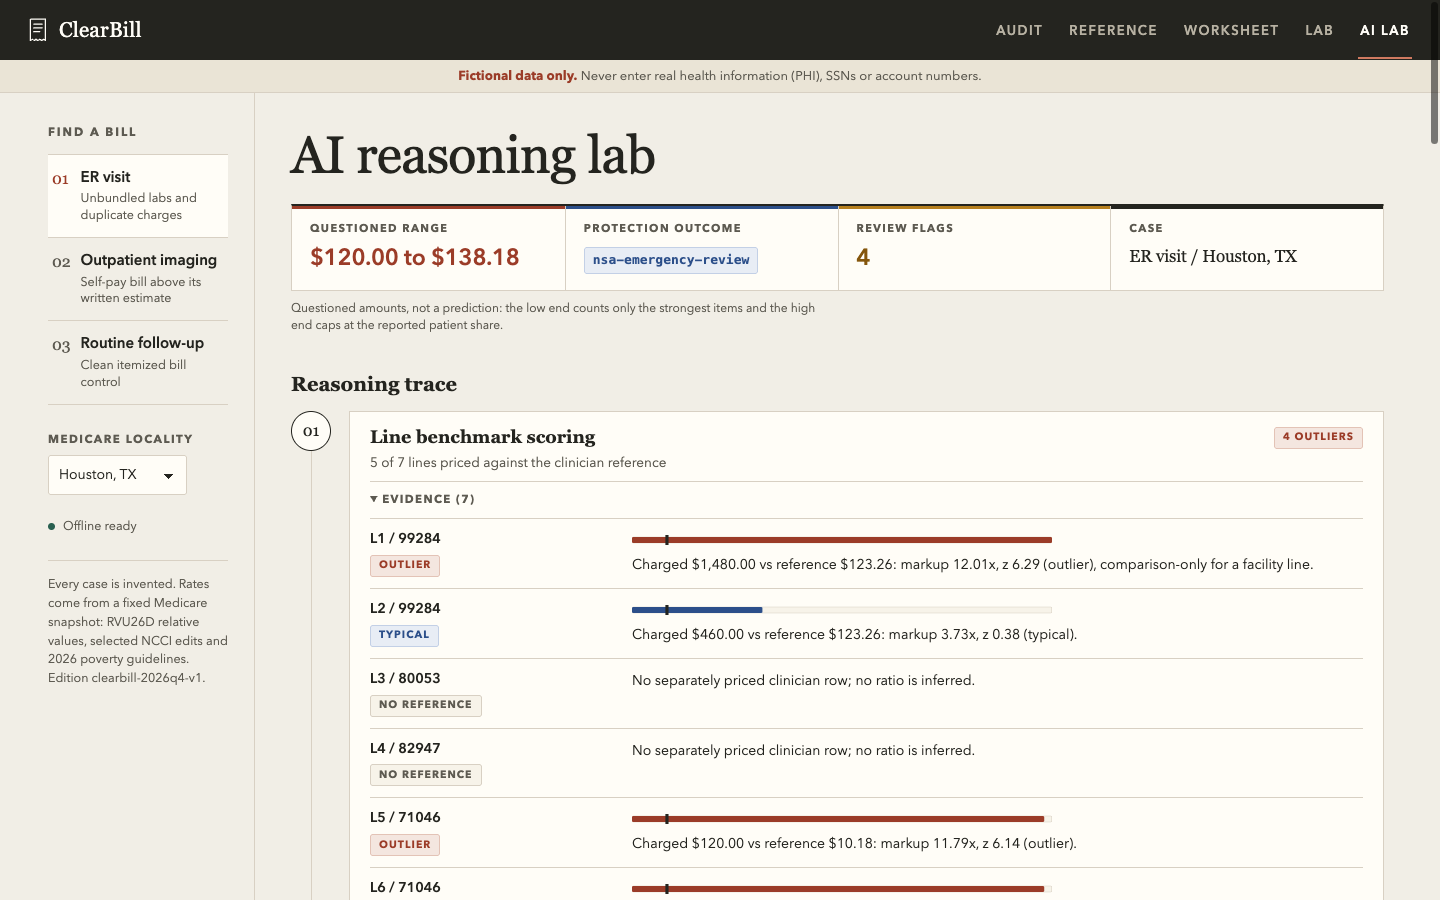 ClearBill
AUDIT REFERENCE WORKSHEET LAB AI LAB
Fictional data only. Never enter real health information (PHI), SSNs or account numbers.
FIND A BILL
01 ER visit
Unbundled labs and
duplicate charges
02 Outpatient imaging
Self-pay bill above its
written estimate
03 Routine follow-up
Clean itemized bill
control
MEDICARE LOCALITY
Houston, TX
Offline ready
Every case is invented. Rates
come from a fixed Medicare
snapshot: RVU26D relative
values, selected NCCI edits and
2026 poverty guidelines.
Edition clearbill-2026q4-v1.
AI reasoning lab
QUESTIONED RANGE
$120.00 to $138.18
PROTECTION OUTCOME
nsa-emergency-review
REVIEW FLAGS
4
CASE
ER visit / Houston, TX
Questioned amounts, not a prediction: the low end counts only the strongest items and the high
end caps at the reported patient share.
Reasoning trace
01
Line benchmark scoring
4 OUTLIERS
5 of 7 lines priced against the clinician reference
EVIDENCE (7)
L1 / 99284
OUTLIER
Charged $1,480.00 vs reference $123.26: markup 12.01x, z 6.29 (outlier), comparison-only for a facility line.
L2 / 99284
TYPICAL
Charged $460.00 vs reference $123.26: markup 3.73x, z 0.38 (typical).
L3 / 80053
NO REFERENCE
No separately priced clinician row; no ratio is inferred.
L4 / 82947
NO REFERENCE
No separately priced clinician row; no ratio is inferred.
L5 / 71046
OUTLIER
Charged $120.00 vs reference $10.18: markup 11.79x, z 6.14 (outlier).
L6 / 71046